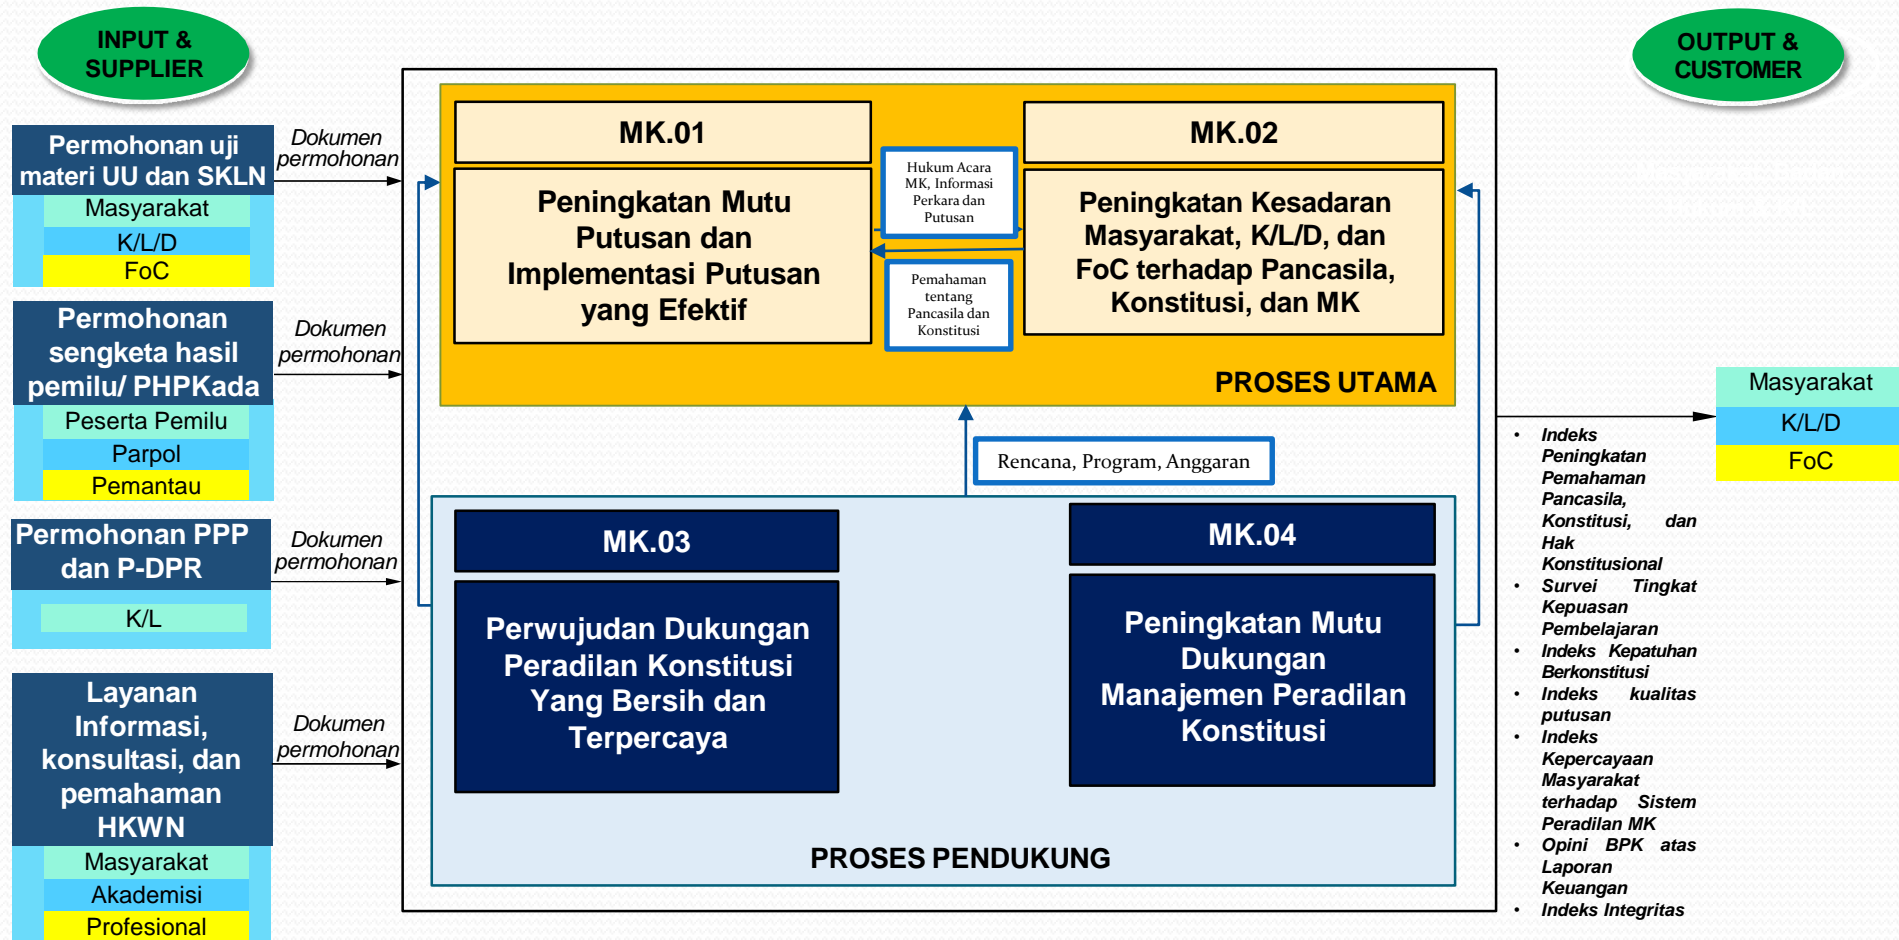 INPUT &
SUPPLIER
OUTPUT &
CUSTOMER
Permohonan uji
materi UU dan SKLN
Masyarakat
K/L/D
FoC
Dokumen
permohonan
Permohonan
sengketa hasil
pemilu/ PHPKada
Peserta Pemilu
Parpol
Pemantau
Dokumen
permohonan
Permohonan PPP
dan P-DPR
K/L
Dokumen
permohonan
Layanan
Informasi,
konsultasi, dan
pemahaman
HKWN
Masyarakat
Akademisi
Profesional
Dokumen
permohonan
MK.01
Peningkatan Mutu
Putusan dan
Implementasi Putusan
yang Efektif
Hukum Acara
MK, Informasi
Perkara dan
Putusan
Pemahaman
tentang
Pancasila dan
Konstitusi
MK.02
Peningkatan Kesadaran
Masyarakat, K/L/D, dan
FoC terhadap Pancasila,
Konstitusi, dan MK
PROSES UTAMA
Rencana, Program, Anggaran
MK.03
Perwujudan Dukungan
Peradilan Konstitusi
Yang Bersih dan
Terpercaya
MK.04
Peningkatan Mutu
Dukungan
Manajemen Peradilan
Konstitusi
PROSES PENDUKUNG
Masyarakat
K/L/D
FoC
• Indeks
Peningkatan
Pemahaman
Pancasila,
Konstitusi, dan
Hak
Konstitusional
• Survei Tingkat
Kepuasan
Pembelajaran
• Indeks Kepatuhan
Berkonstitusi
• Indeks kualitas
putusan
• Indeks
Kepercayaan
Masyarakat
terhadap Sistem
Peradilan MK
• Opini BPK atas
Laporan
Keuangan
• Indeks Integritas